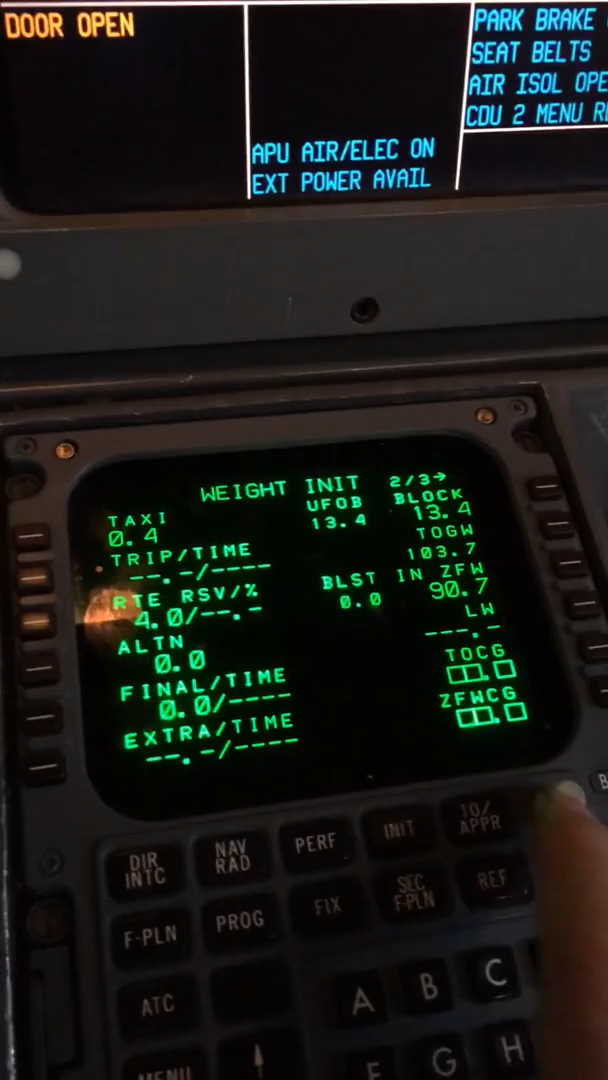 DOOR OPEN
PARK BRAKE
SEAT BELTS
AIR ISOL OPE
CDU 2 MENU R
APU AIR/ELEC ON
EXT POWER AVAIL
WEIGHT INIT 2/3→
TAXI UFOB BLOCK
0.4 13.4 13.4
TRIP/TIME TOGW
--.-/---- 103.7
RTE RSV/% BLST IN ZFW
4.0/--.- 0.0 90.7
ALTN LW
0.0 ---.-
FINAL/TIME TOCG
0.0/---- □□.□
EXTRA/TIME ZFWCG
--.-/---- □□.□
DIR INTC
NAV RAD
PERF
INIT
TO/ APPR
F-PLN
PROG
FIX
SEC F-PLN
REF
ATC
A
B
C
MENU
↑
F
G
H
B